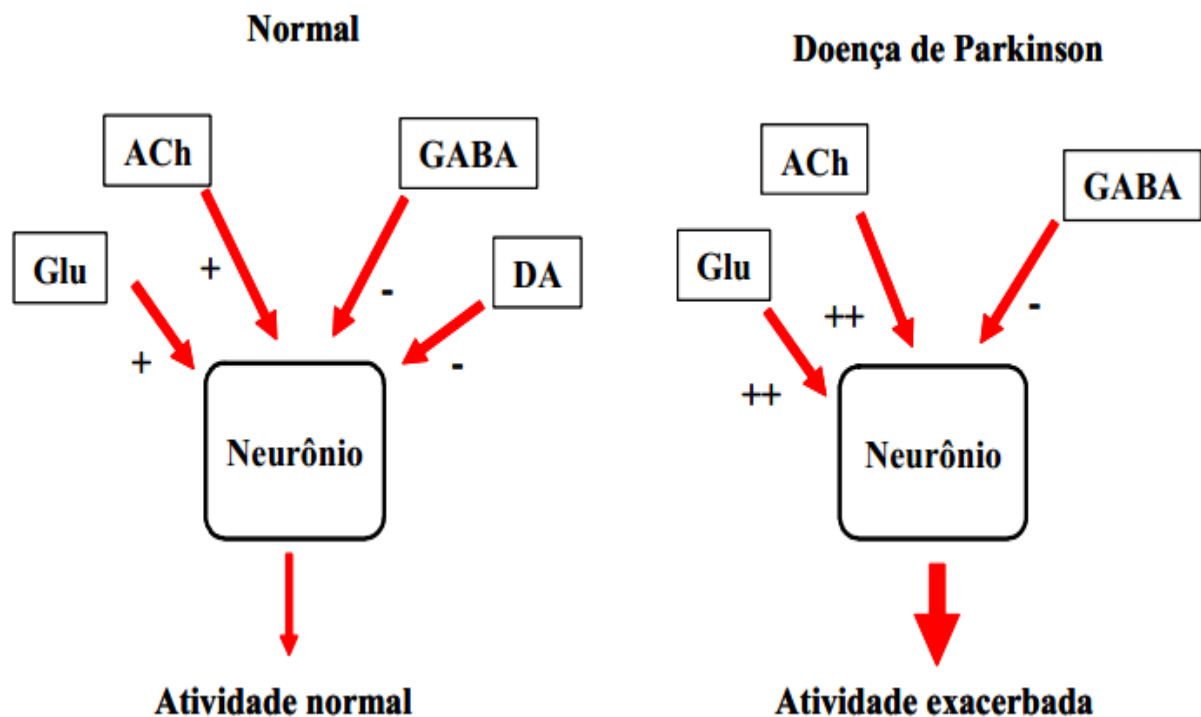 Normal
Doença de Parkinson
ACh
GABA
Glu
DA
+
+
-
-
Neurônio
Atividade normal
ACh
GABA
Glu
++
++
-
Neurônio
Atividade exacerbada